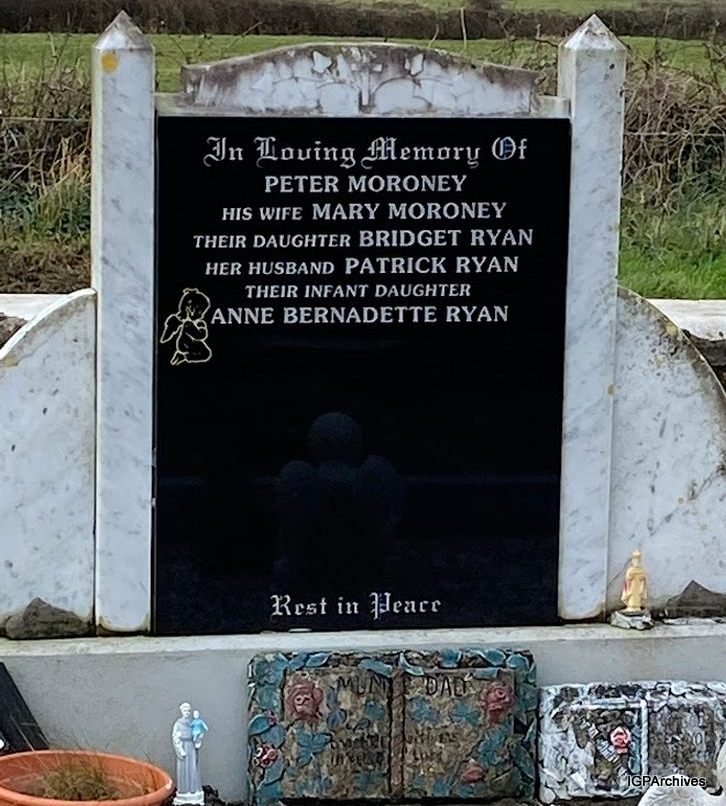 In Loving Memory Of
PETER MORONEY
HIS WIFE MARY MORONEY
THEIR DAUGHTER BRIDGET RYAN
HER HUSBAND PATRICK RYAN
THEIR INFANT DAUGHTER
ANNE BERNADETTE RYAN
Rest in Peace
MUM DAD
IGPArchives